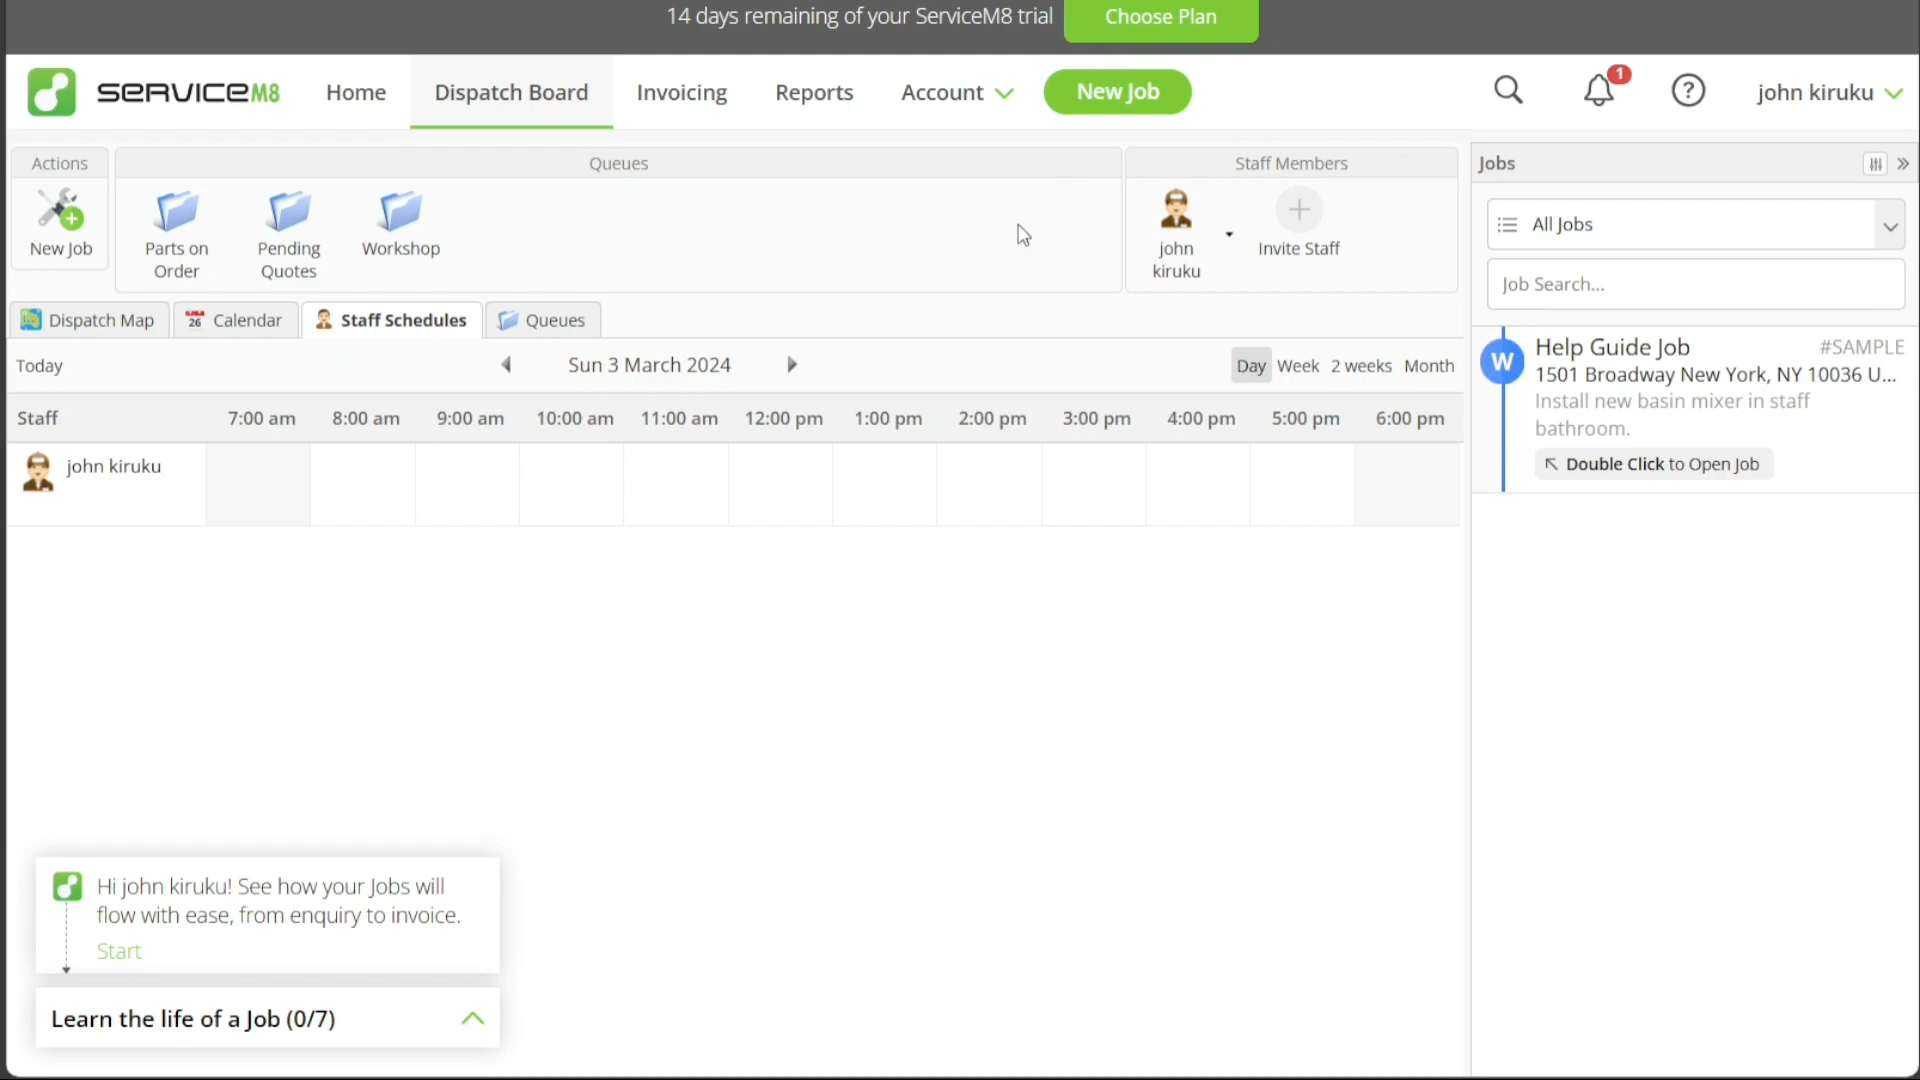 14 days remaining of your ServiceM8 trial
Choose Plan
SERVICEM8
Home
Dispatch Board
Invoicing
Reports
Account
New Job
1
?
john kiruku
Actions
Queues
Staff Members
Jobs
New Job
Parts on
Order
Pending
Quotes
Workshop
john
kiruku
Invite Staff
All Jobs
Job Search...
Dispatch Map
26
Calendar
Staff Schedules
Queues
W
Help Guide Job
#SAMPLE
1501 Broadway New York, NY 10036 U...
Install new basin mixer in staff
bathroom.
Double Click to Open Job
Today
Sun 3 March 2024
Day
Week
2 weeks
Month
Staff
7:00 am
8:00 am
9:00 am
10:00 am
11:00 am
12:00 pm
1:00 pm
2:00 pm
3:00 pm
4:00 pm
5:00 pm
6:00 pm
john kiruku
Hi john kiruku! See how your Jobs will
flow with ease, from enquiry to invoice.
Start
Learn the life of a Job (0/7)